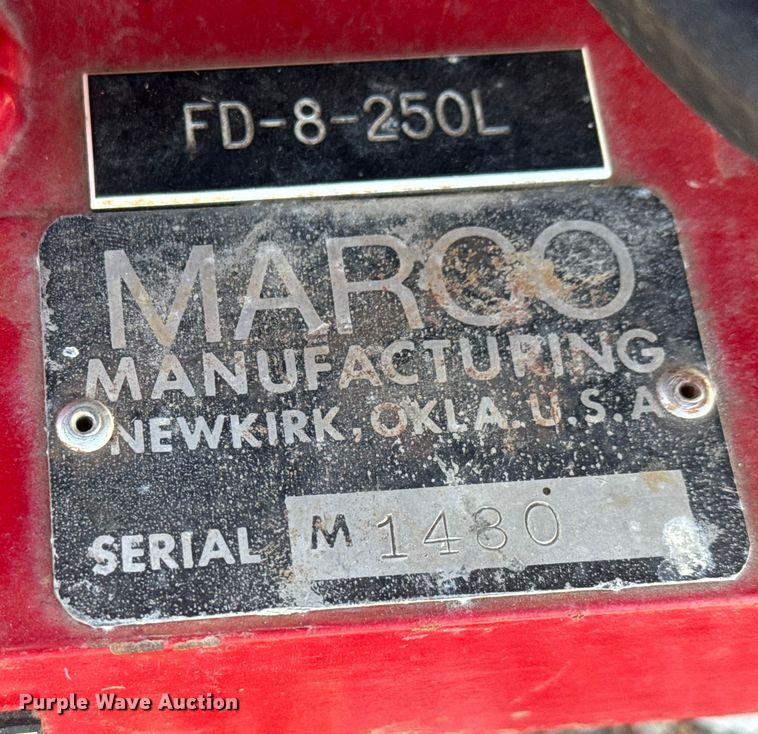 FD-8-250L
MARCO
MANUFACTURING
NEWKIRK, OKLA. U.S.A
SERIAL M 1480
Purple Wave Auction®